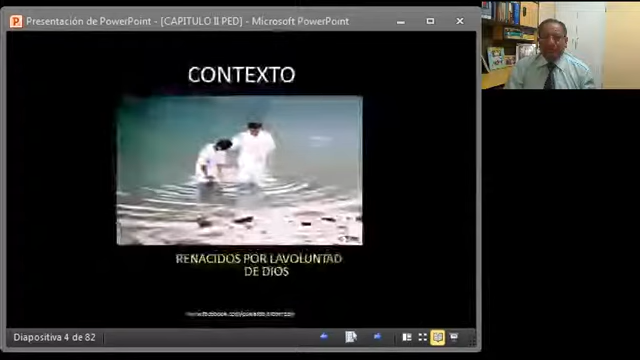 Presentación de PowerPoint - [CAPITULO II PED] - Microsoft PowerPoint
CONTEXTO
RENACIDOS POR LAVOLUNTAD
DE DIOS
Diapositiva 4 de 82